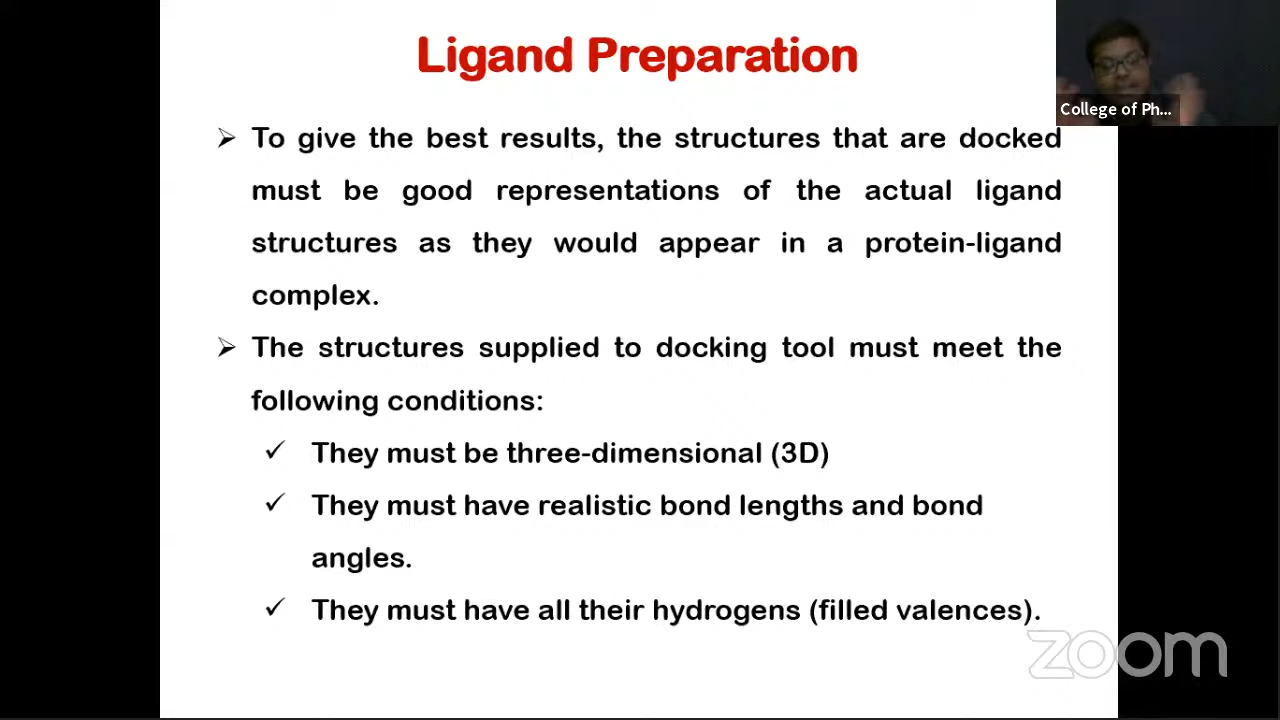 Ligand Preparation
College of Ph...
➢ To give the best results, the structures that are docked
must be good representations of the actual ligand
structures as they would appear in a protein-ligand
complex.
➢ The structures supplied to docking tool must meet the
following conditions:
✓ They must be three-dimensional (3D)
✓ They must have realistic bond lengths and bond
angles.
✓ They must have all their hydrogens (filled valences).
zoom